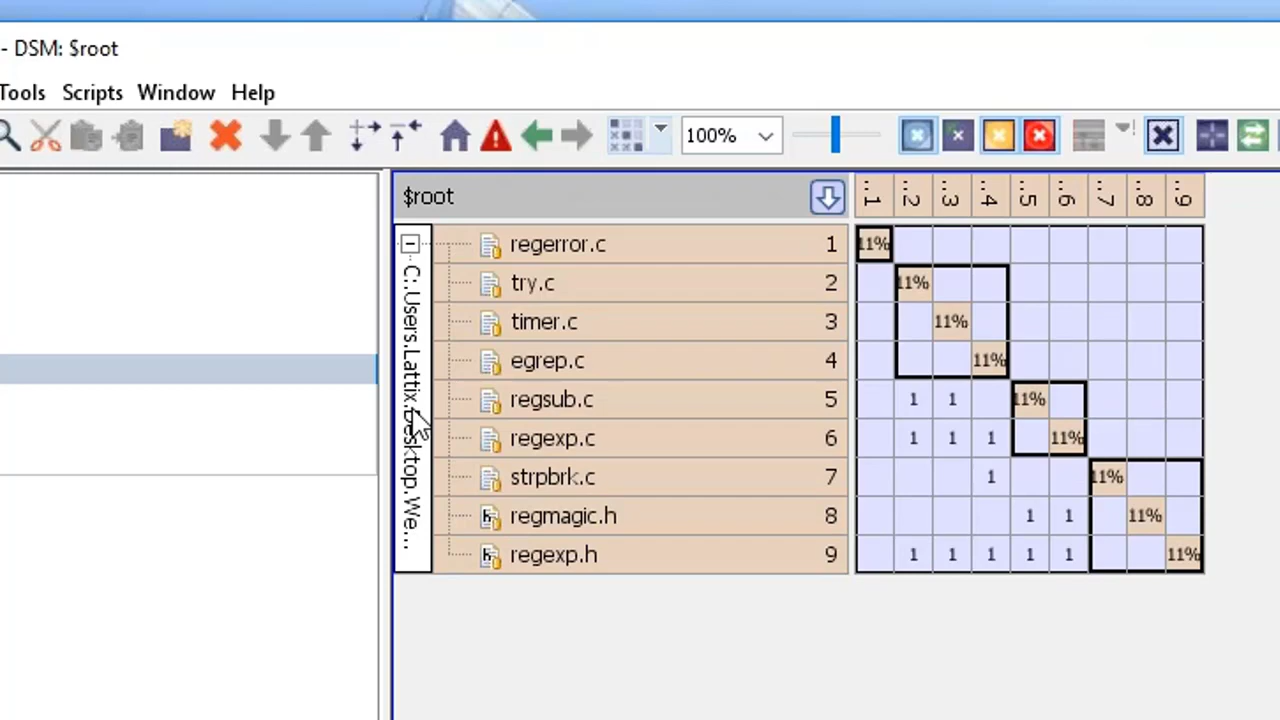 - DSM: $root
Tools Scripts Window Help
100%
$root
..1 ..2 ..3 ..4 ..5 ..6 ..7 ..8 ..9
C:.Users.Lattix.Desktop.We...
regerror.c 1 11%
try.c 2 11%
timer.c 3 11%
egrep.c 4 11%
regsub.c 5 1 1 11%
regexp.c 6 1 1 1 11%
strpbrk.c 7 1 11%
regmagic.h 8 1 1 11%
regexp.h 9 1 1 1 1 1 11%